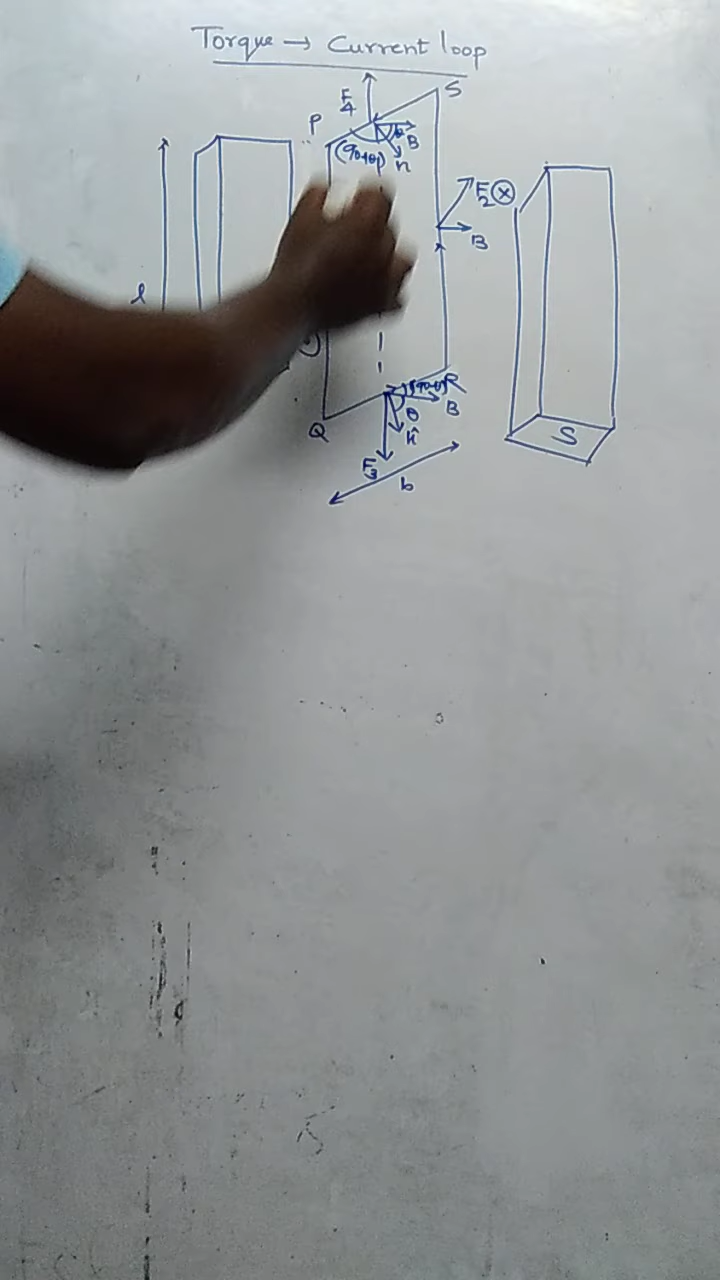 Torque → Current loop
F4
S
P
θ
B
(90+θ)
n
F2 ⊗
B
l
(90-θ)
R
B
θ
n̂
Q
F3
b
S